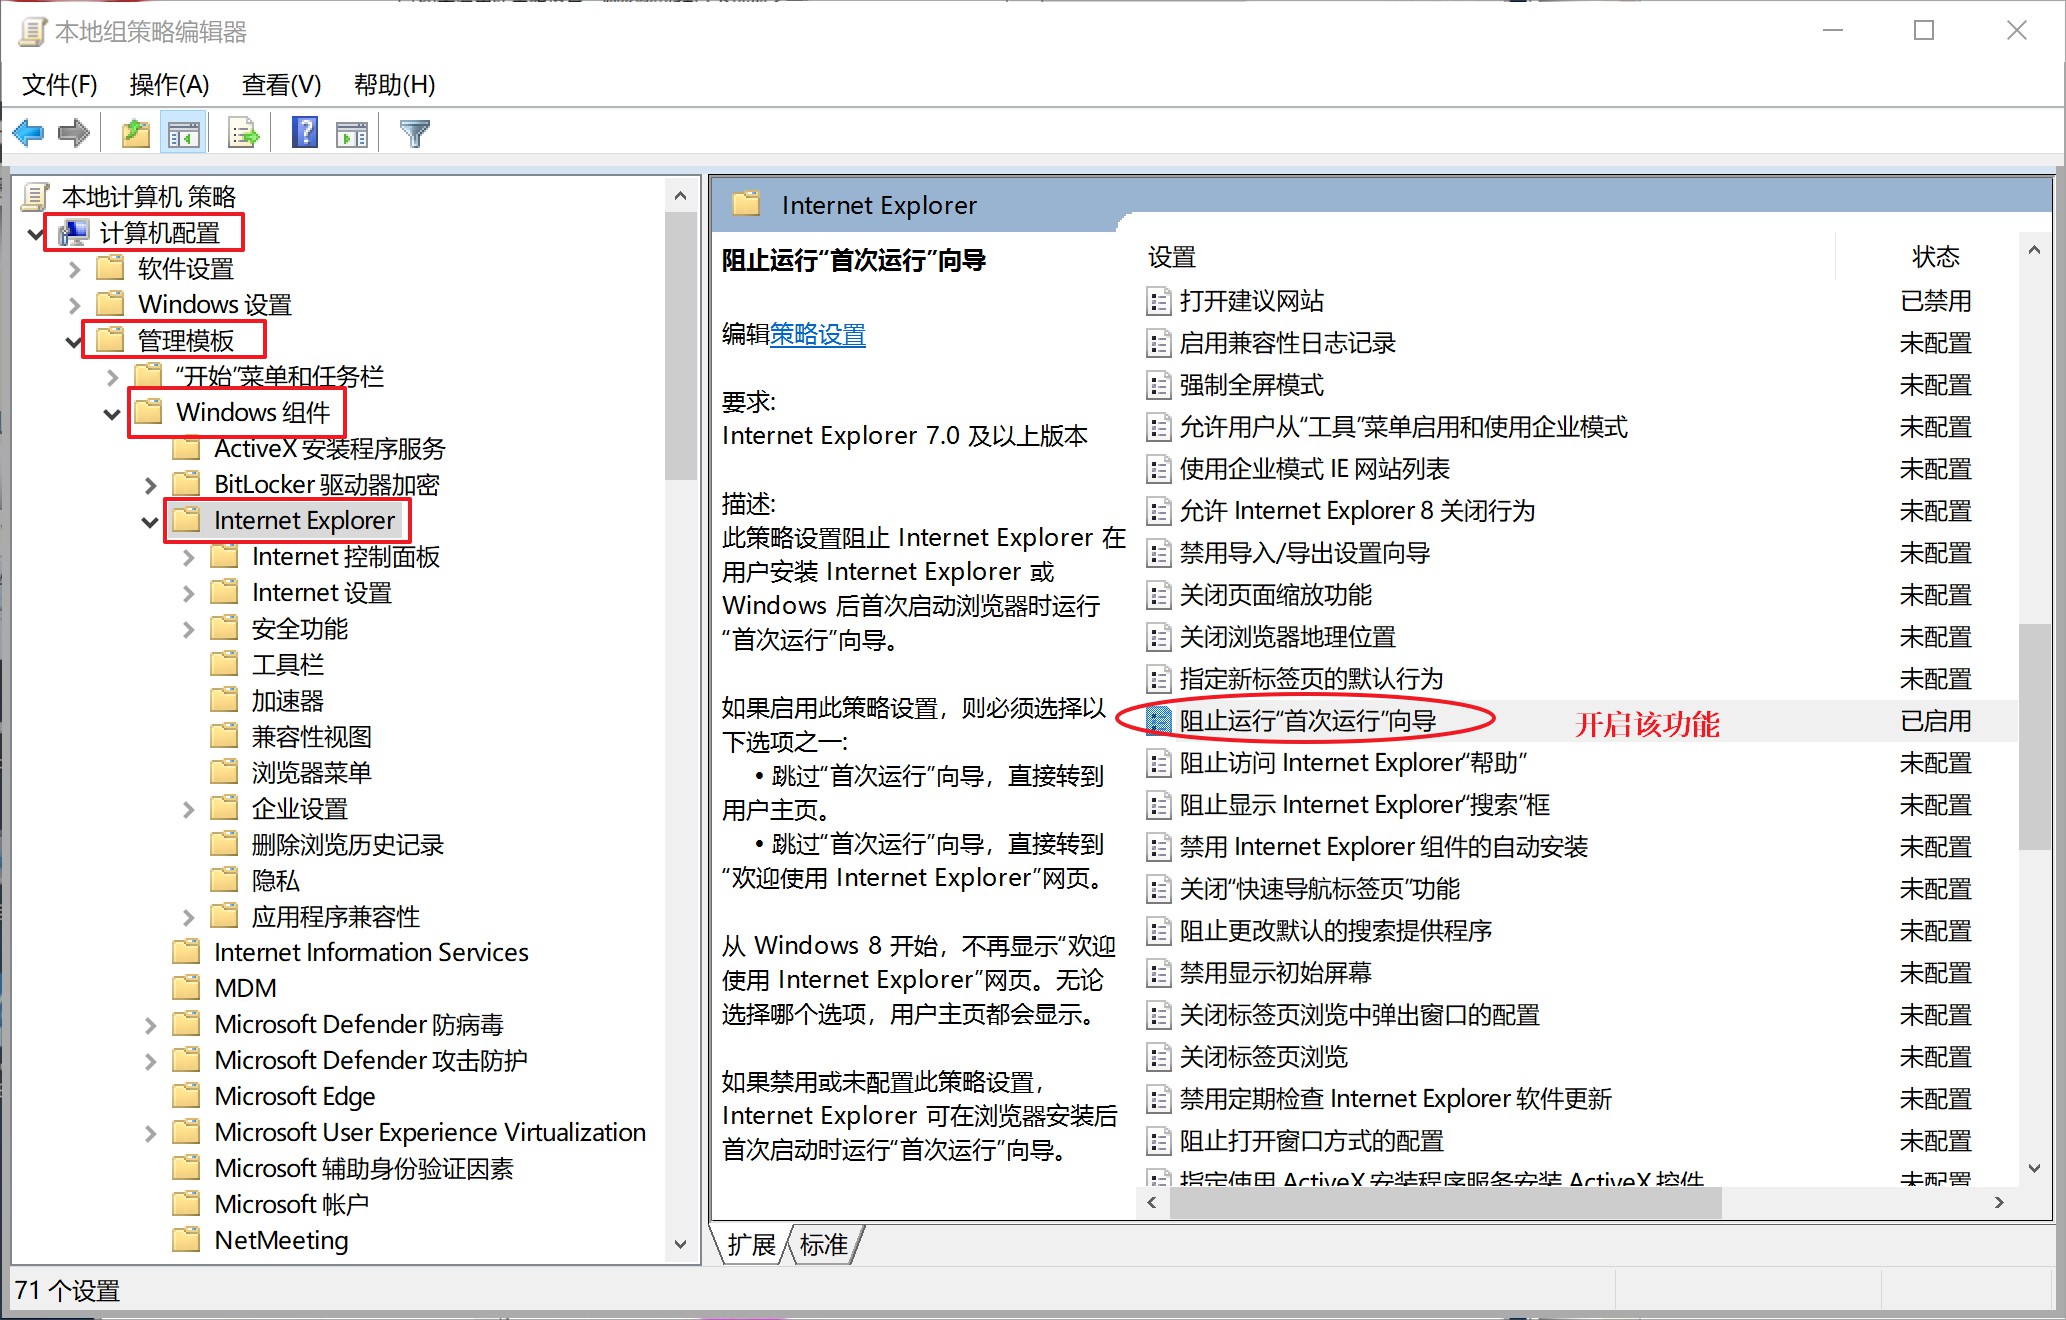 本地组策略编辑器
文件(F) 操作(A) 查看(V) 帮助(H)
本地计算机 策略
计算机配置
软件设置
Windows 设置
管理模板
“开始”菜单和任务栏
Windows 组件
ActiveX 安装程序服务
BitLocker 驱动器加密
Internet Explorer
Internet 控制面板
Internet 设置
安全功能
工具栏
加速器
兼容性视图
浏览器菜单
企业设置
删除浏览历史记录
隐私
应用程序兼容性
Internet Information Services
MDM
Microsoft Defender 防病毒
Microsoft Defender 攻击防护
Microsoft Edge
Microsoft User Experience Virtualization
Microsoft 辅助身份验证因素
Microsoft 帐户
NetMeeting
Internet Explorer
阻止运行“首次运行”向导
编辑策略设置
要求:
Internet Explorer 7.0 及以上版本
描述:
此策略设置阻止 Internet Explorer 在
用户安装 Internet Explorer 或
Windows 后首次启动浏览器时运行
“首次运行”向导。
如果启用此策略设置，则必须选择以
下选项之一:
• 跳过“首次运行”向导，直接转到
用户主页。
• 跳过“首次运行”向导，直接转到
“欢迎使用 Internet Explorer”网页。
从 Windows 8 开始，不再显示“欢迎
使用 Internet Explorer”网页。无论
选择哪个选项，用户主页都会显示。
如果禁用或未配置此策略设置，
Internet Explorer 可在浏览器安装后
首次启动时运行“首次运行”向导。
设置 状态
打开建议网站 已禁用
启用兼容性日志记录 未配置
强制全屏模式 未配置
允许用户从“工具”菜单启用和使用企业模式 未配置
使用企业模式 IE 网站列表 未配置
允许 Internet Explorer 8 关闭行为 未配置
禁用导入/导出设置向导 未配置
关闭页面缩放功能 未配置
关闭浏览器地理位置 未配置
指定新标签页的默认行为 未配置
阻止运行“首次运行”向导 开启该功能 已启用
阻止访问 Internet Explorer“帮助” 未配置
阻止显示 Internet Explorer“搜索”框 未配置
禁用 Internet Explorer 组件的自动安装 未配置
关闭“快速导航标签页”功能 未配置
阻止更改默认的搜索提供程序 未配置
禁用显示初始屏幕 未配置
关闭标签页浏览中弹出窗口的配置 未配置
关闭标签页浏览 未配置
禁用定期检查 Internet Explorer 软件更新 未配置
阻止打开窗口方式的配置 未配置
指定使用 ActiveX 安装程序服务安装 ActiveX 控件 未配置
扩展 标准
71 个设置